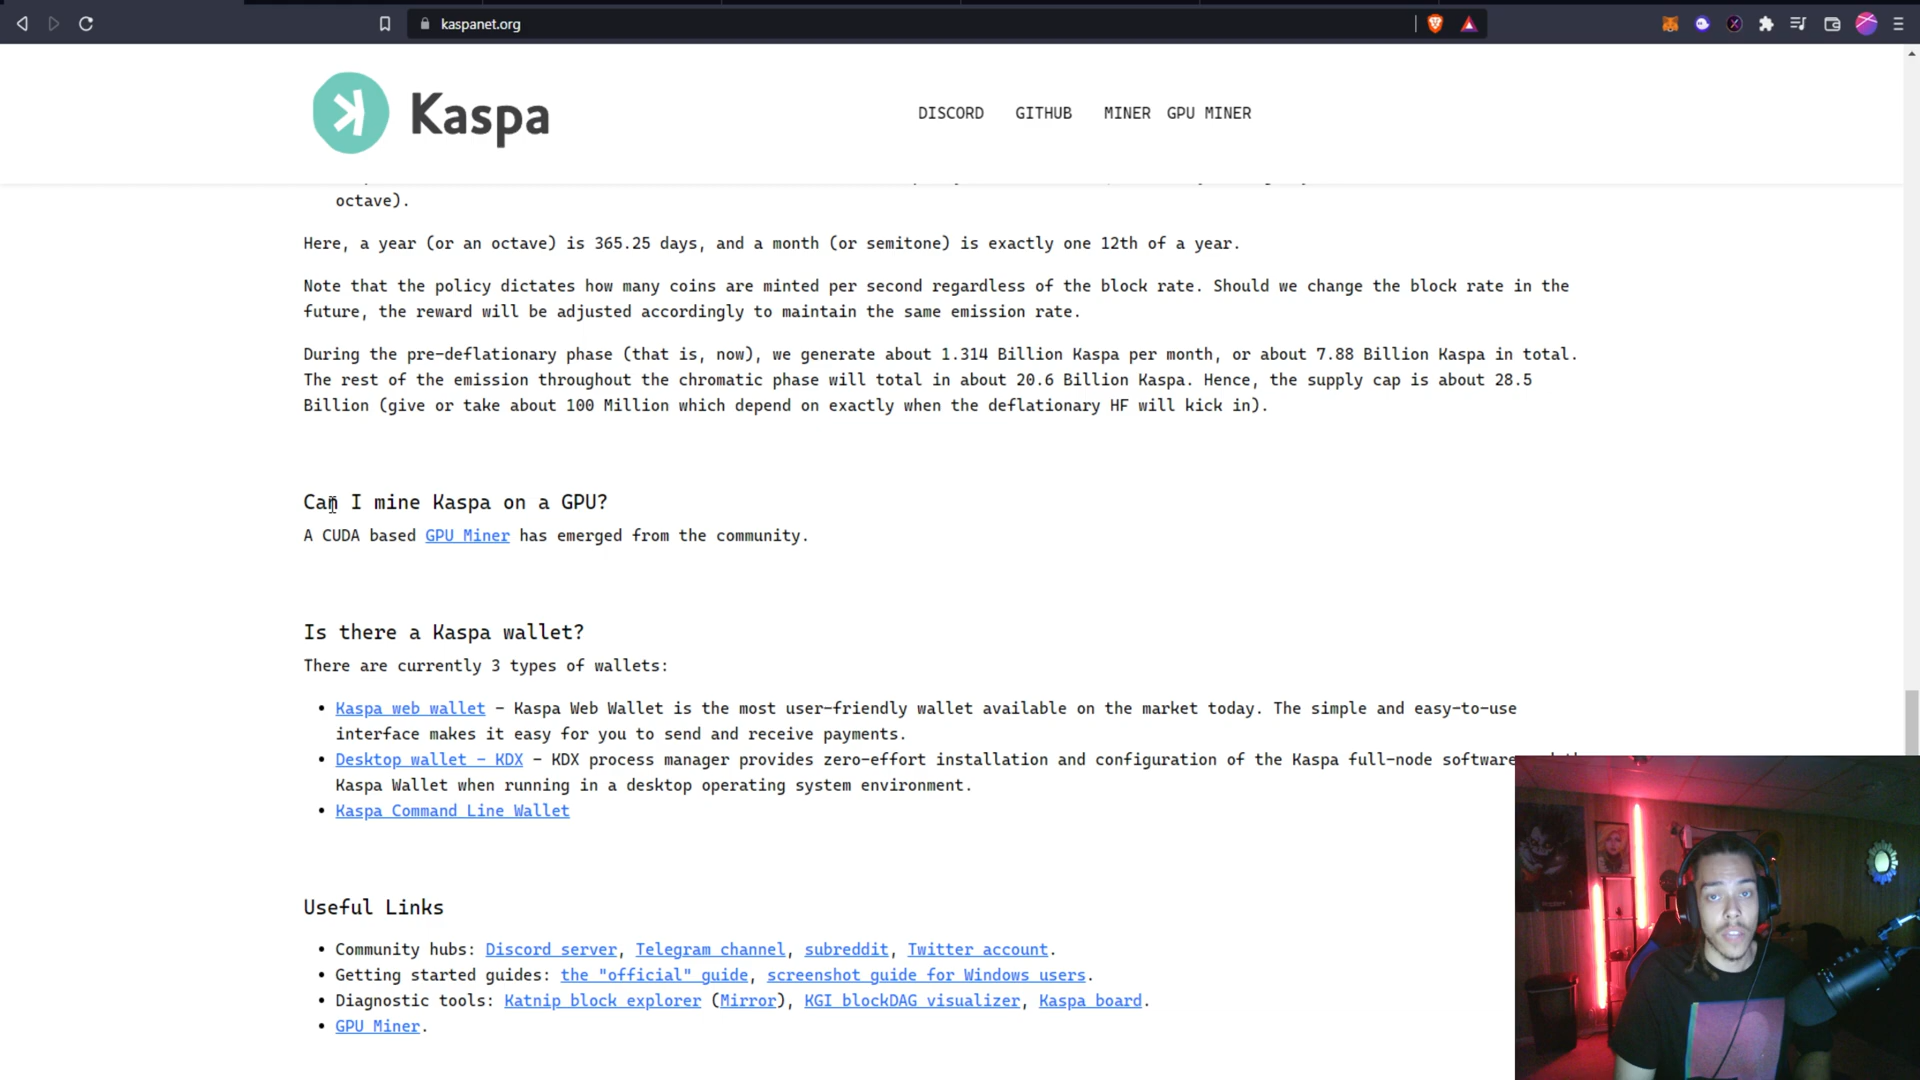 kaspanet.org
Kaspa
DISCORD GITHUB MINER GPU MINER
octave).
Here, a year (or an octave) is 365.25 days, and a month (or semitone) is exactly one 12th of a year.
Note that the policy dictates how many coins are minted per second regardless of the block rate. Should we change the block rate in the
future, the reward will be adjusted accordingly to maintain the same emission rate.
During the pre-deflationary phase (that is, now), we generate about 1.314 Billion Kaspa per month, or about 7.88 Billion Kaspa in total.
The rest of the emission throughout the chromatic phase will total in about 20.6 Billion Kaspa. Hence, the supply cap is about 28.5
Billion (give or take about 100 Million which depend on exactly when the deflationary HF will kick in).
Can I mine Kaspa on a GPU?
A CUDA based GPU Miner has emerged from the community.
Is there a Kaspa wallet?
There are currently 3 types of wallets:
• Kaspa web wallet - Kaspa Web Wallet is the most user-friendly wallet available on the market today. The simple and easy-to-use
interface makes it easy for you to send and receive payments.
• Desktop wallet - KDX - KDX process manager provides zero-effort installation and configuration of the Kaspa full-node software
Kaspa Wallet when running in a desktop operating system environment.
• Kaspa Command Line Wallet
Useful Links
• Community hubs: Discord server, Telegram channel, subreddit, Twitter account.
• Getting started guides: the "official" guide, screenshot guide for Windows users.
• Diagnostic tools: Katnip block explorer (Mirror), KGI blockDAG visualizer, Kaspa board.
• GPU Miner.